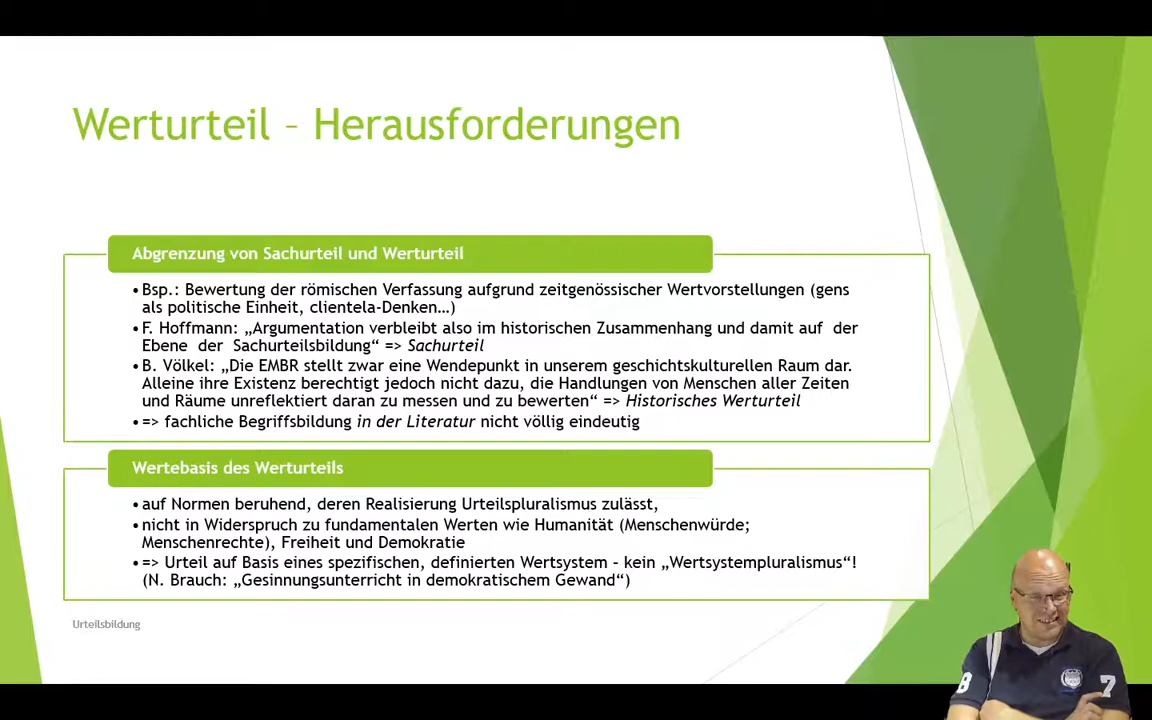 Werturteil – Herausforderungen
Abgrenzung von Sachurteil und Werturteil
•Bsp.: Bewertung der römischen Verfassung aufgrund zeitgenössischer Wertvorstellungen (gens
als politische Einheit, clientela-Denken…)
•F. Hoffmann: „Argumentation verbleibt also im historischen Zusammenhang und damit auf der
Ebene der Sachurteilsbildung“ => Sachurteil
•B. Völkel: „Die EMBR stellt zwar eine Wendepunkt in unserem geschichtskulturellen Raum dar.
Alleine ihre Existenz berechtigt jedoch nicht dazu, die Handlungen von Menschen aller Zeiten
und Räume unreflektiert daran zu messen und zu bewerten“ => Historisches Werturteil
•=> fachliche Begriffsbildung in der Literatur nicht völlig eindeutig
Wertebasis des Werturteils
•auf Normen beruhend, deren Realisierung Urteilspluralismus zulässt,
•nicht in Widerspruch zu fundamentalen Werten wie Humanität (Menschenwürde;
Menschenrechte), Freiheit und Demokratie
•=> Urteil auf Basis eines spezifischen, definierten Wertsystem – kein „Wertsystempluralismus“!
(N. Brauch: „Gesinnungsunterricht in demokratischem Gewand“)
Urteilsbildung
8
7